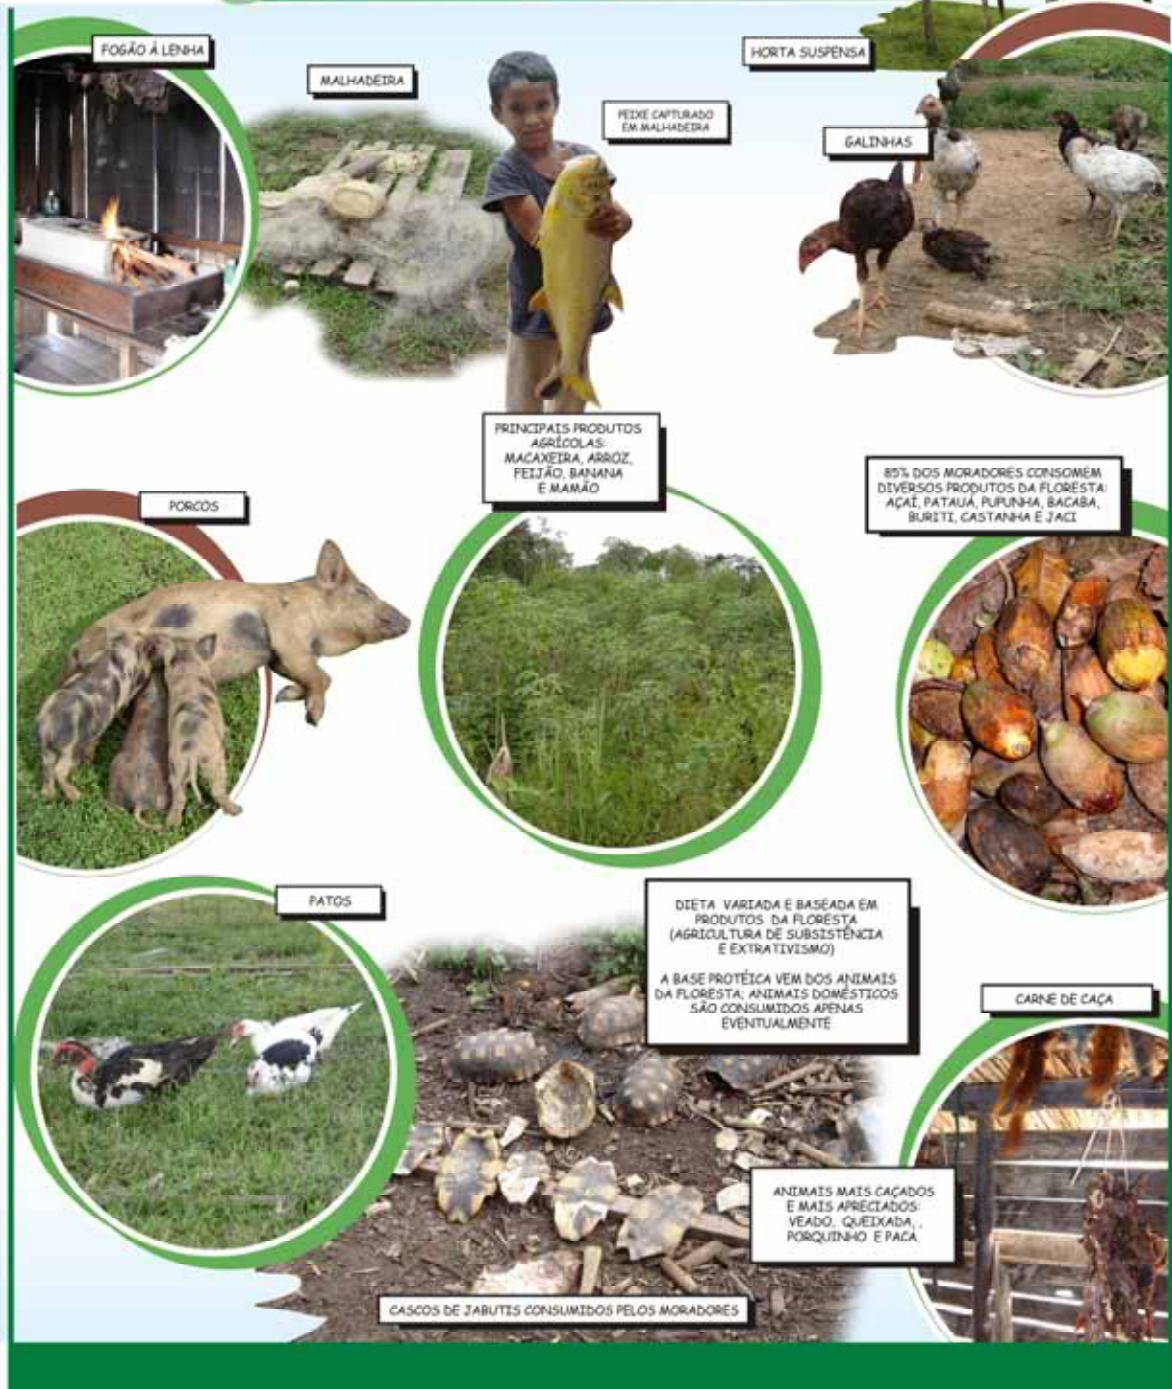 FOGÃO À LENHA
MALHADEIRA
PEIXE CAPTURADO
EM MALHADEIRA
HORTA SUSPENSA
GALINHAS
PRINCIPAIS PRODUTOS
AGRÍCOLAS:
MACAXEIRA, ARROZ,
FEIJÃO, BANANA
E MAMÃO
85% DOS MORADORES CONSOMEM
DIVERSOS PRODUTOS DA FLORESTA:
AÇAÍ, PATAUÁ, PUPUNHA, BACABA,
BURITI, CASTANHA E JACI
PORCOS
PATOS
DIETA VARIADA E BASEADA EM
PRODUTOS DA FLORESTA
(AGRICULTURA DE SUBSISTÊNCIA
E EXTRATIVISMO)
A BASE PROTÉICA VEM DOS ANIMAIS
DA FLORESTA; ANIMAIS DOMÉSTICOS
SÃO CONSUMIDOS APENAS
EVENTUALMENTE
CARNE DE CAÇA
ANIMAIS MAIS CAÇADOS
E MAIS APRECIADOS:
VEADO, QUEIXADA, ,
PORQUINHO E PACA
CASCOS DE JABUTIS CONSUMIDOS PELOS MORADORES